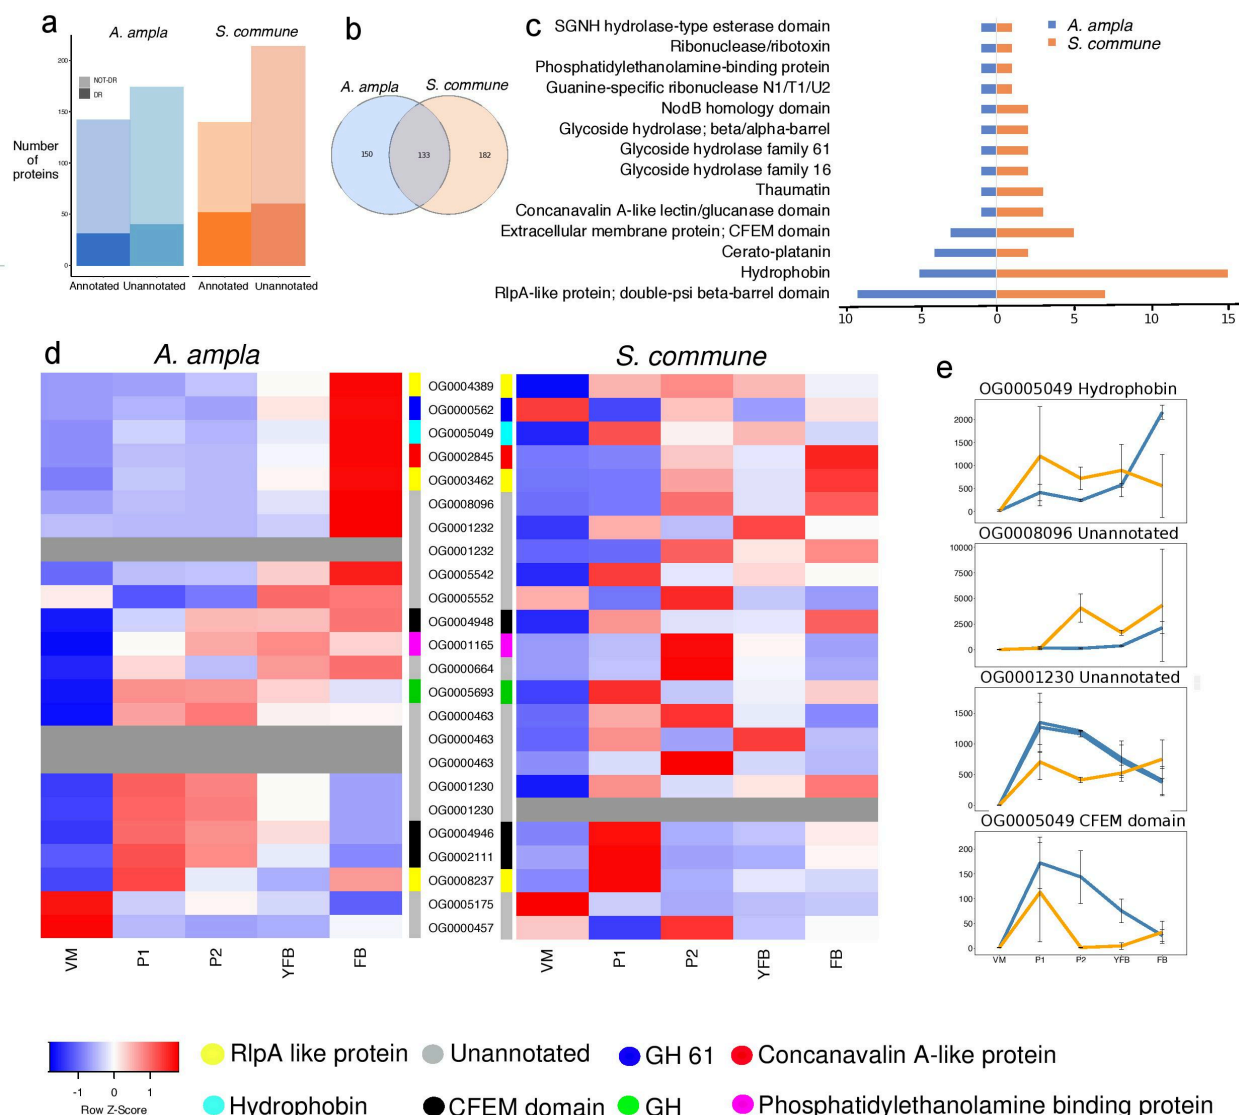 a
A. ampla
S. commune
200
150
100
50
0
NOT-DR
DR
Number
of
proteins
Annotated Unannotated Annotated Unannotated
b
A. ampla
S. commune
150 133 182
c
SGNH hydrolase-type esterase domain
Ribonuclease/ribotoxin
Phosphatidylethanolamine-binding protein
Guanine-specific ribonuclease N1/T1/U2
NodB homology domain
Glycoside hydrolase; beta/alpha-barrel
Glycoside hydrolase family 61
Glycoside hydrolase family 16
Thaumatin
Concanavalin A-like lectin/glucanase domain
Extracellular membrane protein; CFEM domain
Cerato-platanin
Hydrophobin
RlpA-like protein; double-psi beta-barrel domain
10 5 0 5 10 15
A. ampla
S. commune
d
A. ampla
S. commune
OG0004389
OG0000562
OG0005049
OG0002845
OG0003462
OG0008096
OG0001232
OG0001232
OG0005542
OG0005552
OG0004948
OG0001165
OG0000664
OG0005693
OG0000463
OG0000463
OG0000463
OG0001230
OG0001230
OG0004946
OG0002111
OG0008237
OG0005175
OG0000457
VM P1 P2 YFB FB
VM P1 P2 YFB FB
e
OG0005049 Hydrophobin
2000
1500
1000
500
0
OG0008096 Unannotated
10000
7500
5000
2500
0
OG0001230 Unannotated
1500
1000
500
0
OG0005049 CFEM domain
200
150
100
50
0
VM P1 P2 YFB FB
-1 0 1
Row Z-Score
RlpA like protein
Unannotated
GH 61
Concanavalin A-like protein
Hydrophobin
CFEM domain
GH
Phosphatidylethanolamine binding protein